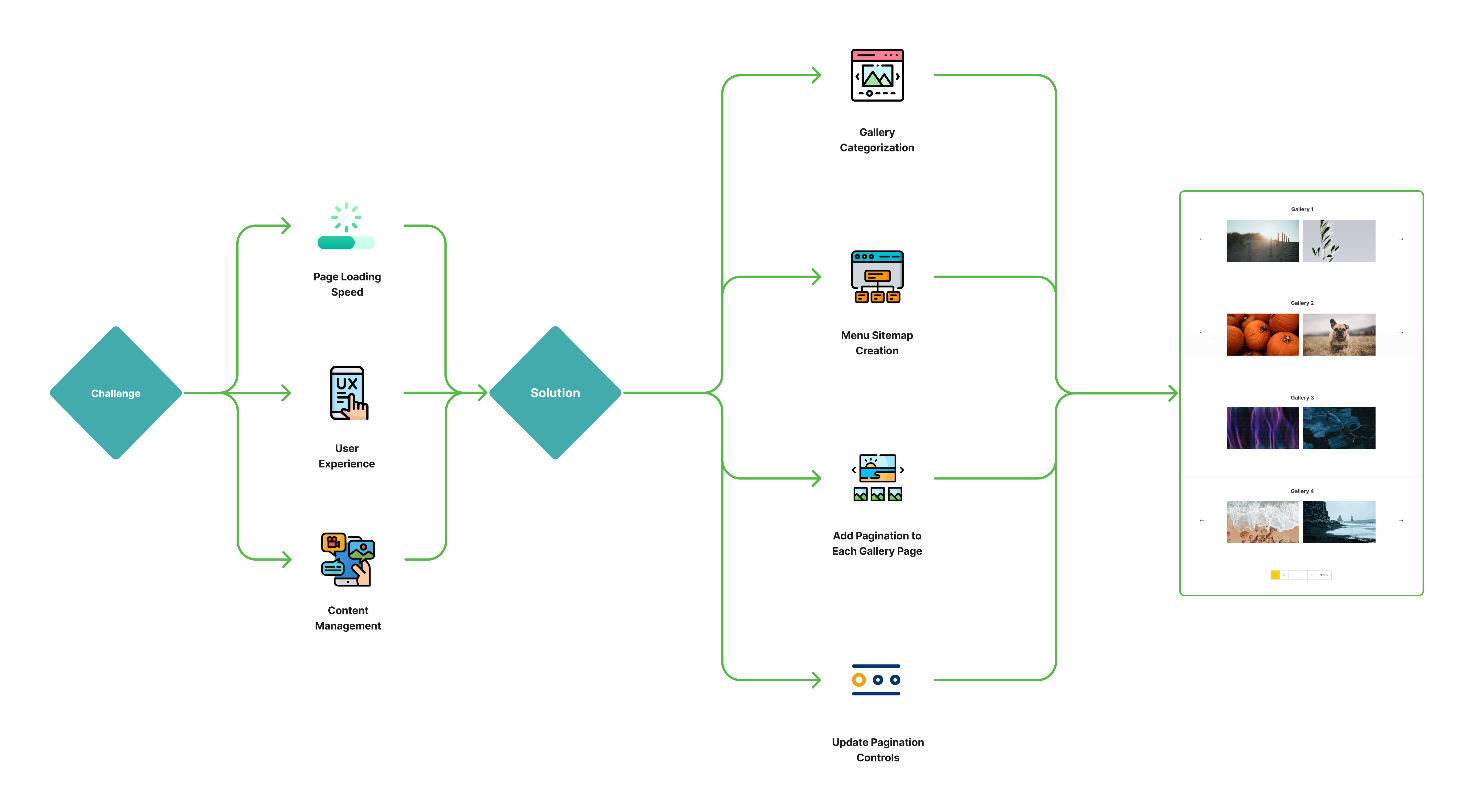 Challenge
Page Loading
Speed
UX
User
Experience
Content
Management
Solution
Gallery
Categorization
Menu Sitemap
Creation
Add Pagination to
Each Gallery Page
Update Pagination
Controls
Gallery 1
Gallery 2
Gallery 3
Gallery 4